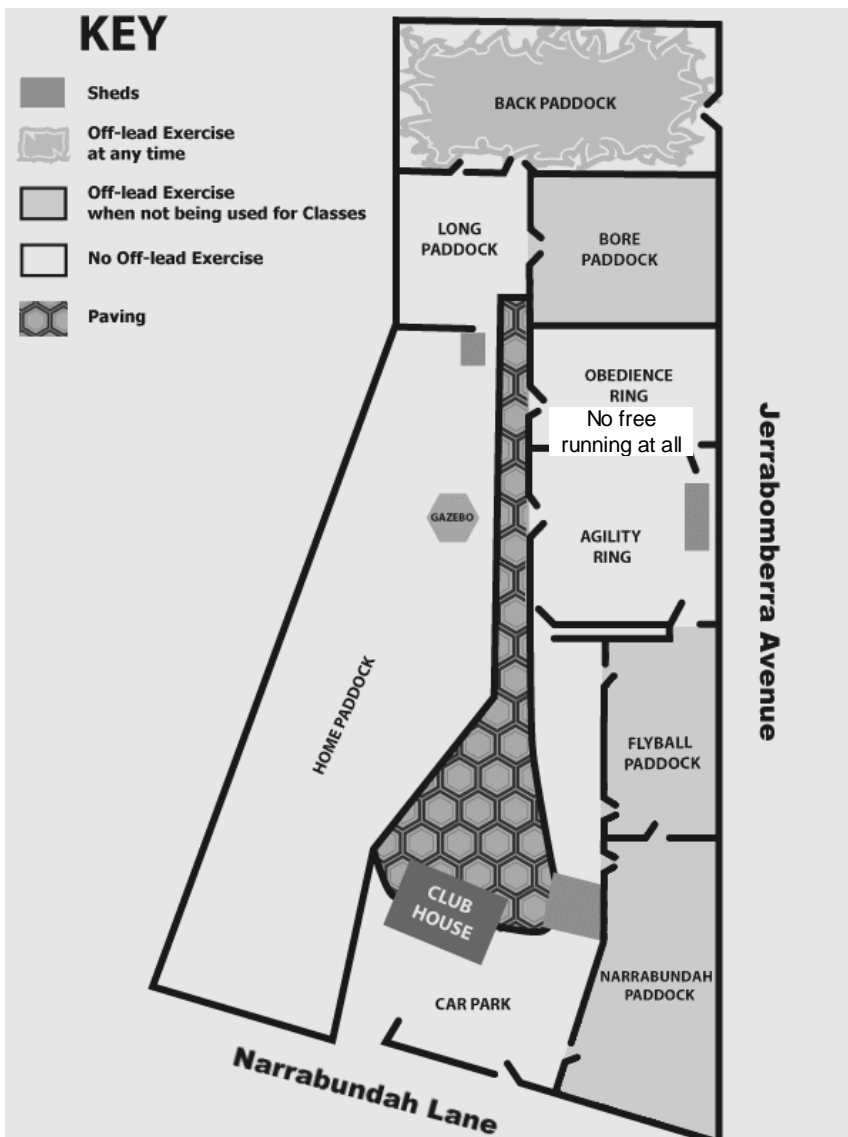 KEY
Sheds
Off-lead Exercise
at any time
Off-lead Exercise
when not being used for Classes
No Off-lead Exercise
Paving
BACK PADDOCK
LONG
PADDOCK
BORE
PADDOCK
OBEDIENCE
RING
No free
running at all
GAZEBO
AGILITY
RING
Jerrabomberra Avenue
HOME PADDOCK
FLYBALL
PADDOCK
CLUB
HOUSE
NARRABUNDAH
PADDOCK
CAR PARK
Narrabundah Lane